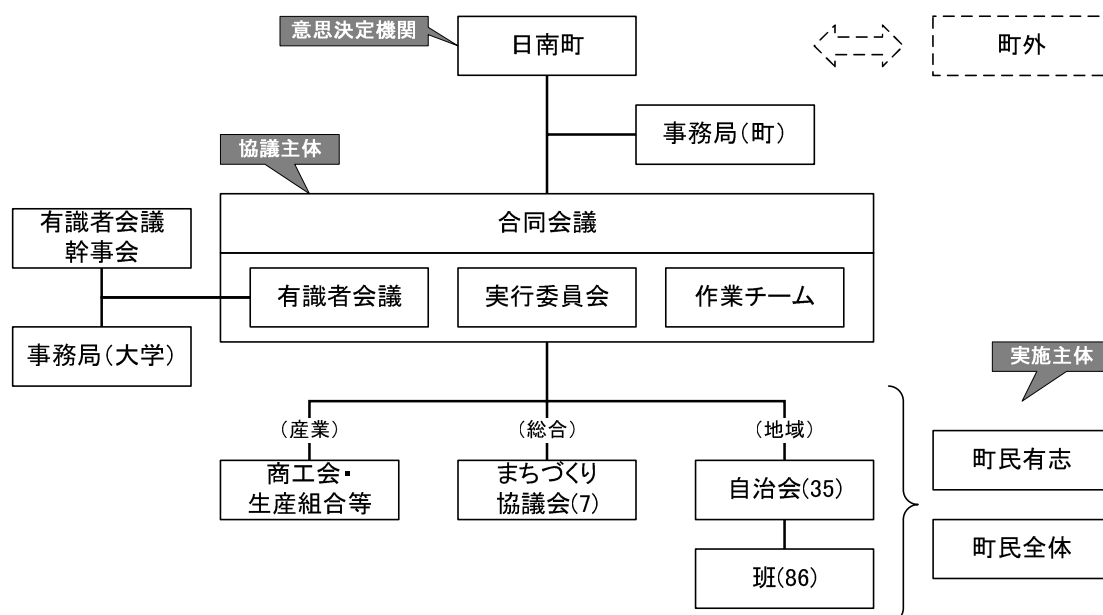 意思決定機関
日南町
町外
事務局(町)
協議主体
合同会議
有識者会議
幹事会
有識者会議
実行委員会
作業チーム
事務局(大学)
実施主体
(産業)
(総合)
(地域)
商工会・
生産組合等
まちづくり
協議会(7)
自治会(35)
班(86)
町民有志
町民全体